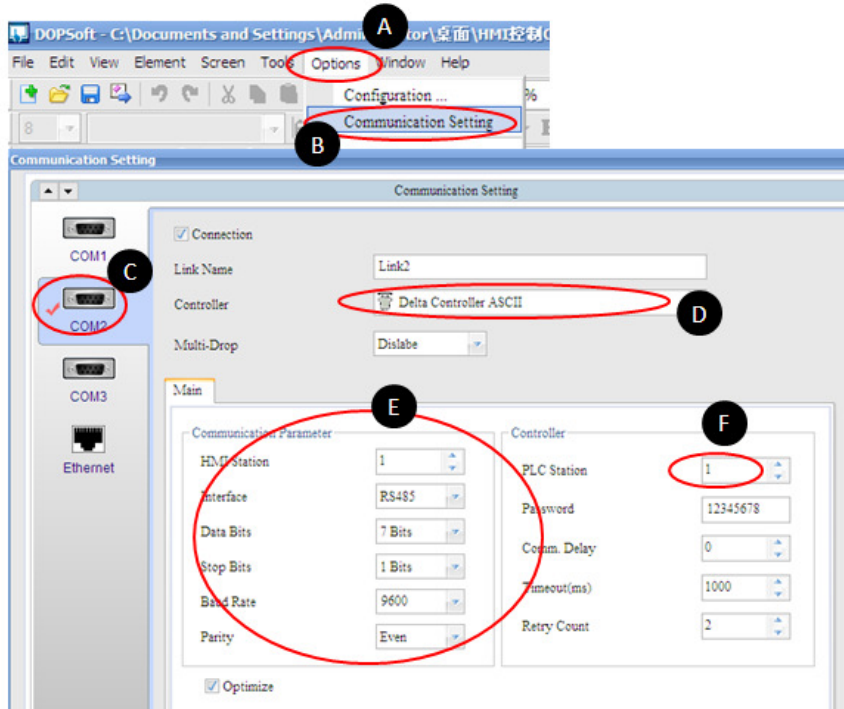 A
DOPSoft - C:\Documents and Settings\Admi tor\桌面\HMI控制C
File Edit View Element Screen Tools Options Window Help
Configuration ... %
8 Communication Setting
B
Communication Setting
Communication Setting
COM1
C
COM2
COM3
Ethernet
Connection
Link Name Link2
Controller Delta Controller ASCII
D
Multi-Drop Dislabe
Main
E
F
Communication Parameter
HMI Station 1
Interface RS485
Data Bits 7 Bits
Stop Bits 1 Bits
Baud Rate 9600
Parity Even
Optimize
Controller
PLC Station 1
Password 12345678
Comm. Delay 0
Timeout(ms) 1000
Retry Count 2